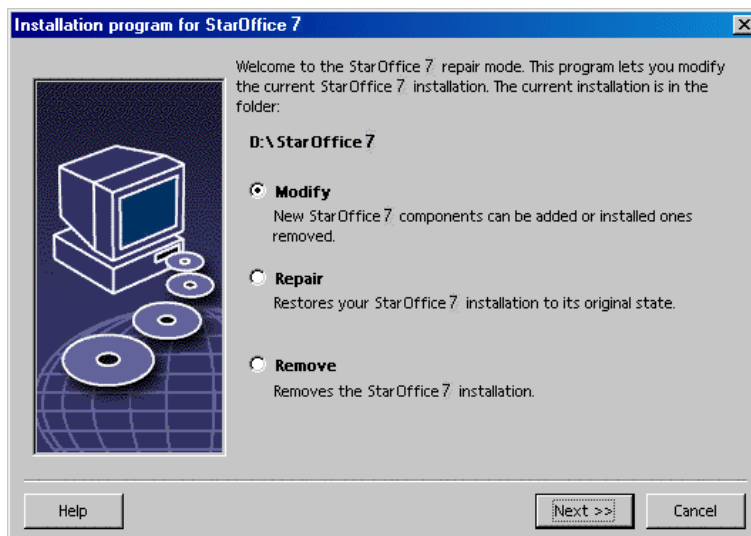 Installation program for StarOffice 7
Welcome to the StarOffice 7 repair mode. This program lets you modify
the current StarOffice 7 installation. The current installation is in the
folder:
D:\StarOffice 7
Modify
New StarOffice 7 components can be added or installed ones
removed.
Repair
Restores your StarOffice 7 installation to its original state.
Remove
Removes the StarOffice 7 installation.
Help
Next >>
Cancel